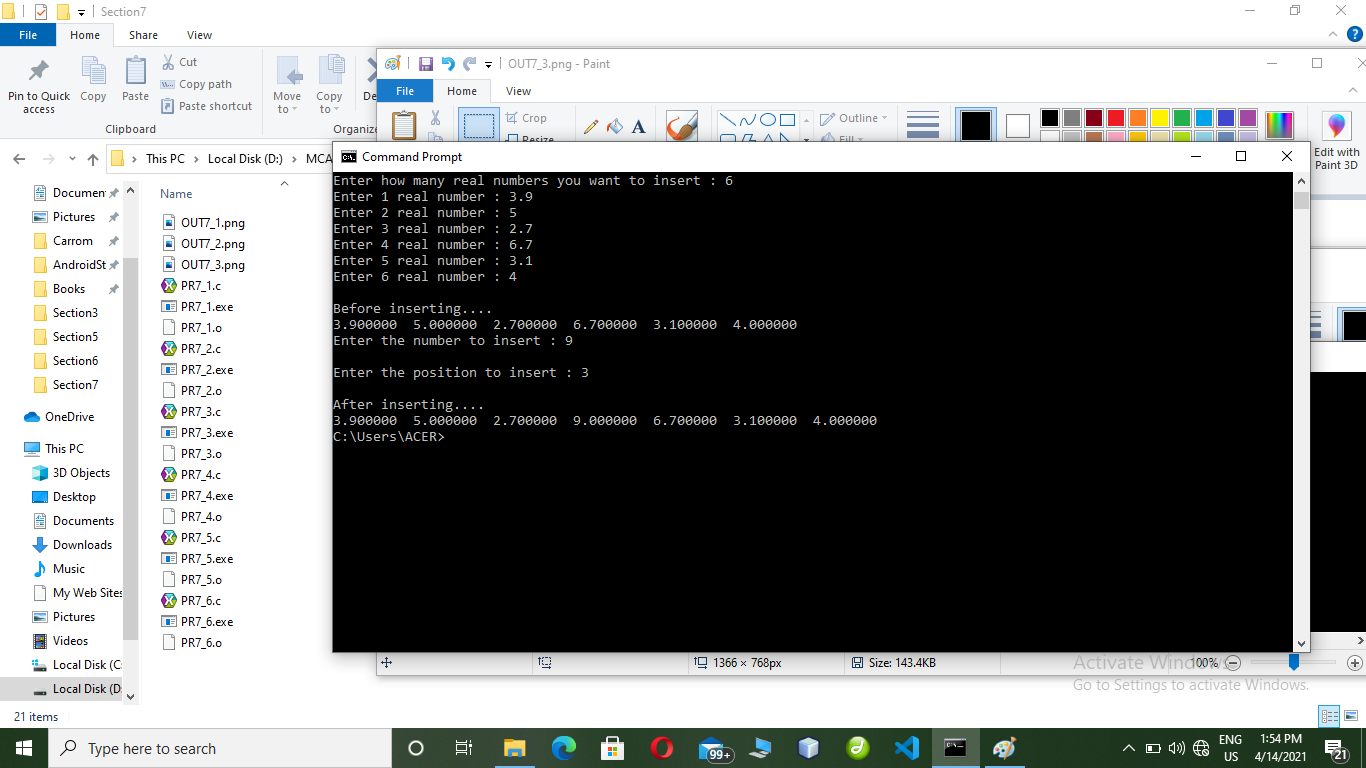 Section7
File Home Share View
Pin to Quick access
Copy
Paste
Cut
Copy path
Paste shortcut
Move to
Copy to
De
Clipboard
Organiz
This PC Local Disk (D:) MCA
OUT7_3.png - Paint
File Home View
Crop
Resize
A
Outline
Fill
Edit with Paint 3D
Documen
Pictures
Carrom
AndroidSt
Books
Section3
Section5
Section6
Section7
OneDrive
This PC
3D Objects
Desktop
Documents
Downloads
Music
My Web Sites
Pictures
Videos
Local Disk (C
Local Disk (D
Name
OUT7_1.png
OUT7_2.png
OUT7_3.png
PR7_1.c
PR7_1.exe
PR7_1.o
PR7_2.c
PR7_2.exe
PR7_2.o
PR7_3.c
PR7_3.exe
PR7_3.o
PR7_4.c
PR7_4.exe
PR7_4.o
PR7_5.c
PR7_5.exe
PR7_5.o
PR7_6.c
PR7_6.exe
PR7_6.o
Command Prompt
Enter how many real numbers you want to insert : 6
Enter 1 real number : 3.9
Enter 2 real number : 5
Enter 3 real number : 2.7
Enter 4 real number : 6.7
Enter 5 real number : 3.1
Enter 6 real number : 4
Before inserting....
3.900000 5.000000 2.700000 6.700000 3.100000 4.000000
Enter the number to insert : 9
Enter the position to insert : 3
After inserting....
3.900000 5.000000 2.700000 9.000000 6.700000 3.100000 4.000000
C:\Users\ACER>
1366 × 768px
Size: 143.4KB
100%
Activate Windows
Go to Settings to activate Windows.
21 items
Type here to search
99+
ENG
US
1:54 PM
4/14/2021
21